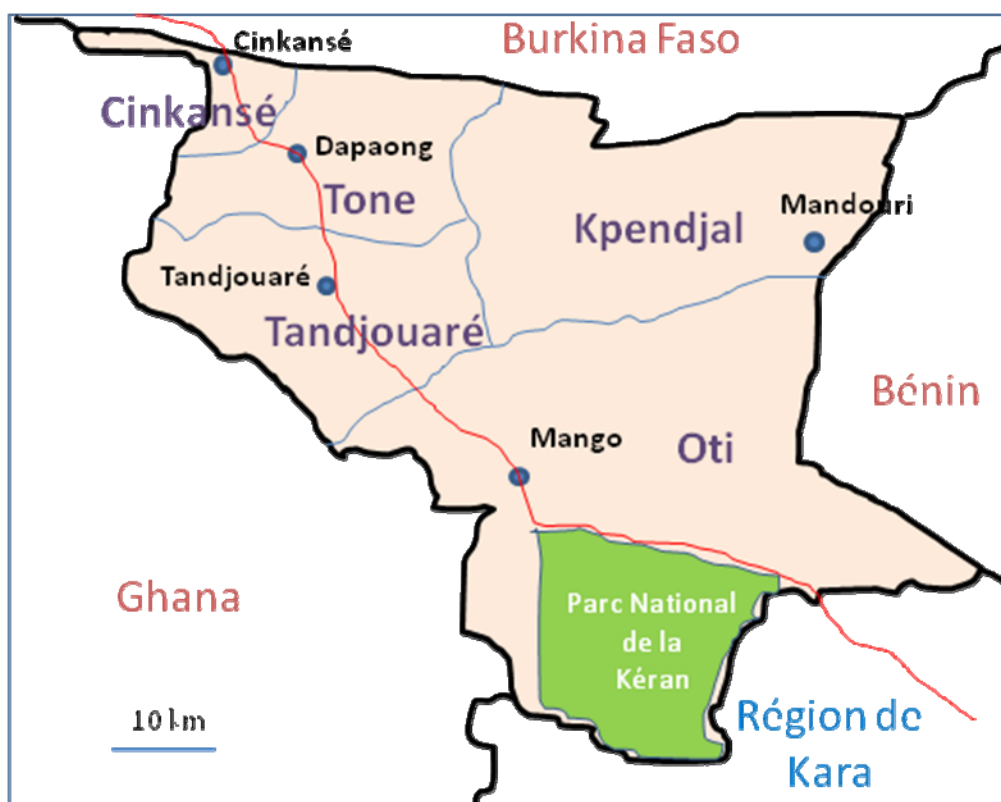 Burkina Faso
Cinkansé
Cinkansé
Dapaong
Tone
Mandouri
Kpendjal
Tandjouaré
Tandjouaré
Bénin
Mango
Oti
Ghana
Parc National
de la
Kéran
10 km
Région de
Kara